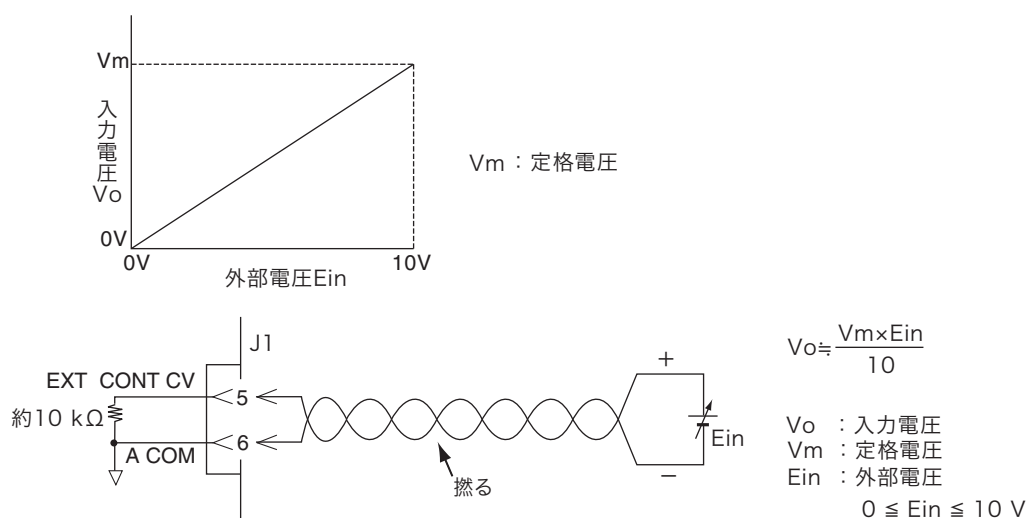 Vm
入力電圧Vo
0V
0V
10V
外部電圧Ein
Vm：定格電圧
J1
EXT CONT CV
5
約10 kΩ
6
A COM
撚る
+
−
Ein
Vo≒Vm×Ein
10
Vo ：入力電圧
Vm ：定格電圧
Ein ：外部電圧
0 ≦ Ein ≦ 10 V